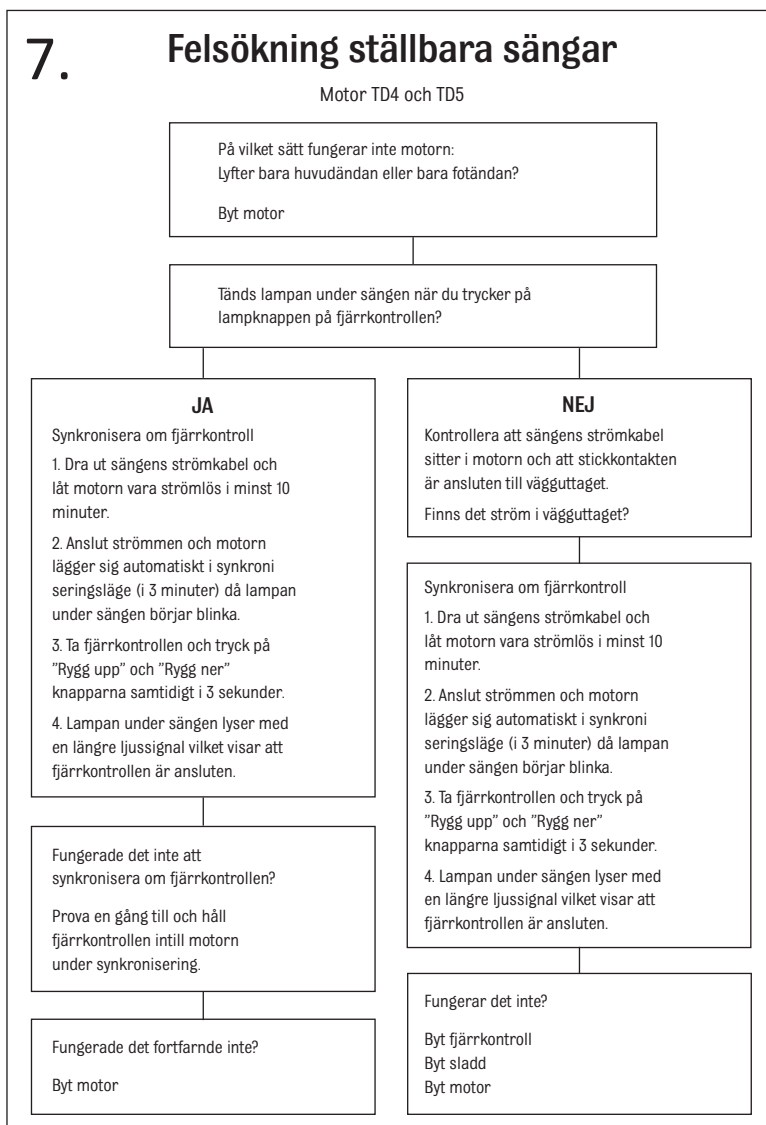 7.
Felsökning ställbara sängar
Motor TD4 och TD5
På vilket sätt fungerar inte motorn:
Lyfter bara huvudändan eller bara fotändan?
Byt motor
Tänds lampan under sängen när du trycker på
lampknappen på fjärrkontrollen?
JA
Synkronisera om fjärrkontroll
1. Dra ut sängens strömkabel och
låt motorn vara strömlös i minst 10
minuter.
2. Anslut strömmen och motorn
lägger sig automatiskt i synkroni
seringsläge (i 3 minuter) då lampan
under sängen börjar blinka.
3. Ta fjärrkontrollen och tryck på
”Rygg upp” och ”Rygg ner”
knapparna samtidigt i 3 sekunder.
4. Lampan under sängen lyser med
en längre ljussignal vilket visar att
fjärrkontrollen är ansluten.
Fungerade det inte att
synkronisera om fjärrkontrollen?
Prova en gång till och håll
fjärrkontrollen intill motorn
under synkronisering.
Fungerade det fortfarnde inte?
Byt motor
NEJ
Kontrollera att sängens strömkabel
sitter i motorn och att stickkontakten
är ansluten till vägguttaget.
Finns det ström i vägguttaget?
Synkronisera om fjärrkontroll
1. Dra ut sängens strömkabel och
låt motorn vara strömlös i minst 10
minuter.
2. Anslut strömmen och motorn
lägger sig automatiskt i synkroni
seringsläge (i 3 minuter) då lampan
under sängen börjar blinka.
3. Ta fjärrkontrollen och tryck på
”Rygg upp” och ”Rygg ner”
knapparna samtidigt i 3 sekunder.
4. Lampan under sängen lyser med
en längre ljussignal vilket visar att
fjärrkontrollen är ansluten.
Fungerar det inte?
Byt fjärrkontroll
Byt sladd
Byt motor